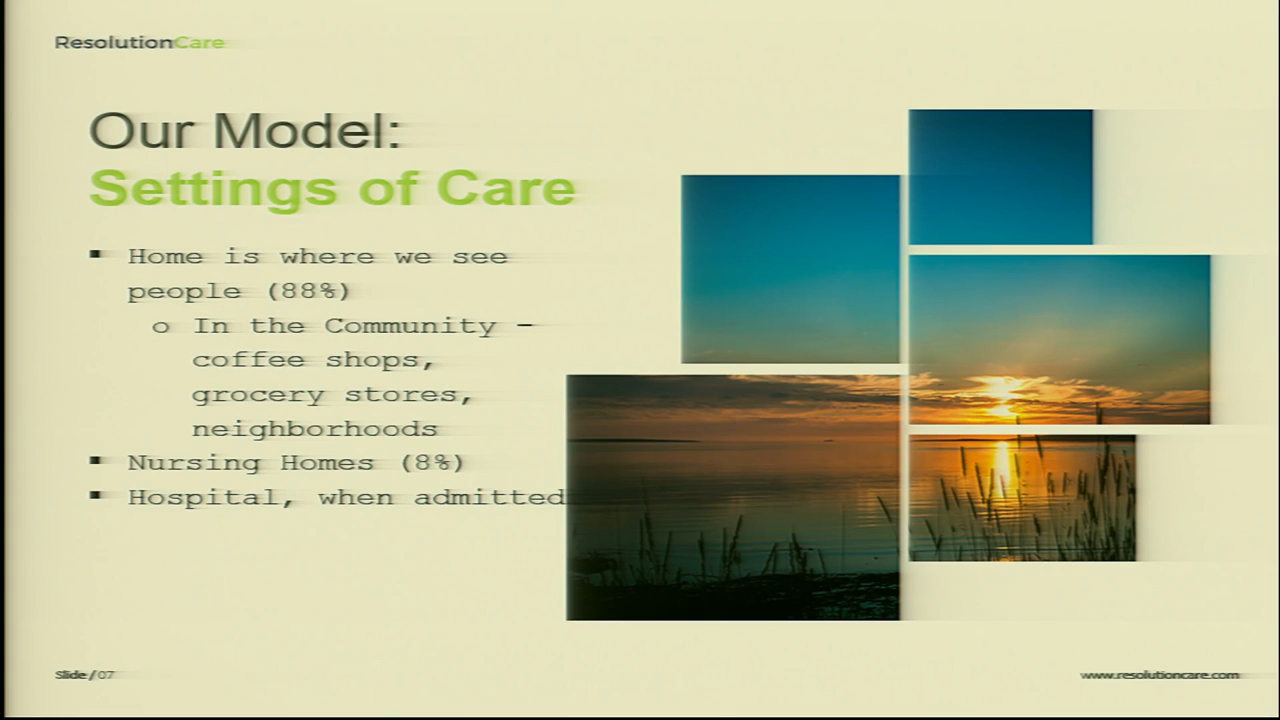 ResolutionCare
Our Model:
Settings of Care
▪ Home is where we see
people (88%)
o In the Community –
coffee shops,
grocery stores,
neighborhoods
▪ Nursing Homes (8%)
▪ Hospital, when admitted
Slide / 07
www.resolutioncare.com